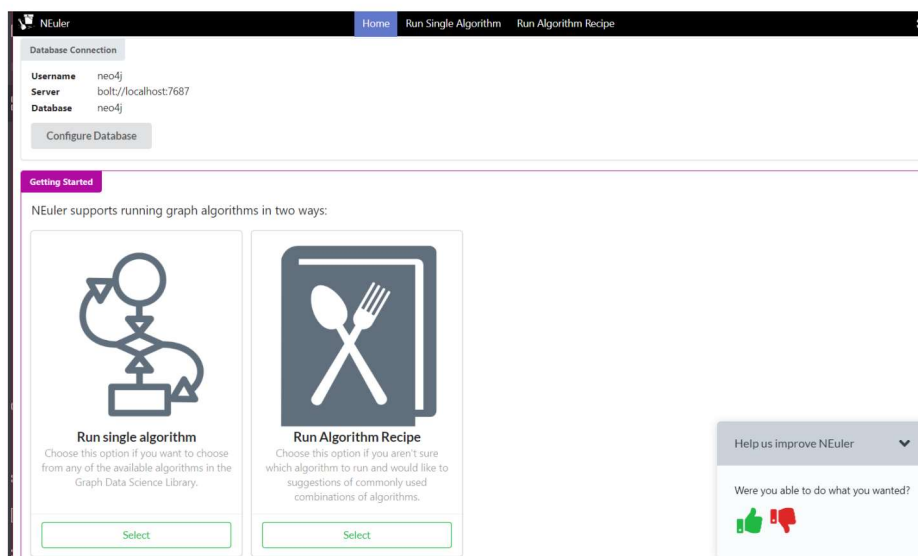 NEuler
Home
Run Single Algorithm
Run Algorithm Recipe
Database Connection
Username neo4j
Server bolt://localhost:7687
Database neo4j
Configure Database
Getting Started
NEuler supports running graph algorithms in two ways:
Run single algorithm
Choose this option if you want to choose
from any of the available algorithms in the
Graph Data Science Library.
Select
Run Algorithm Recipe
Choose this option if you aren't sure
which algorithm to run and would like to
suggestions of commonly used
combinations of algorithms.
Select
Help us improve NEuler
Were you able to do what you wanted?